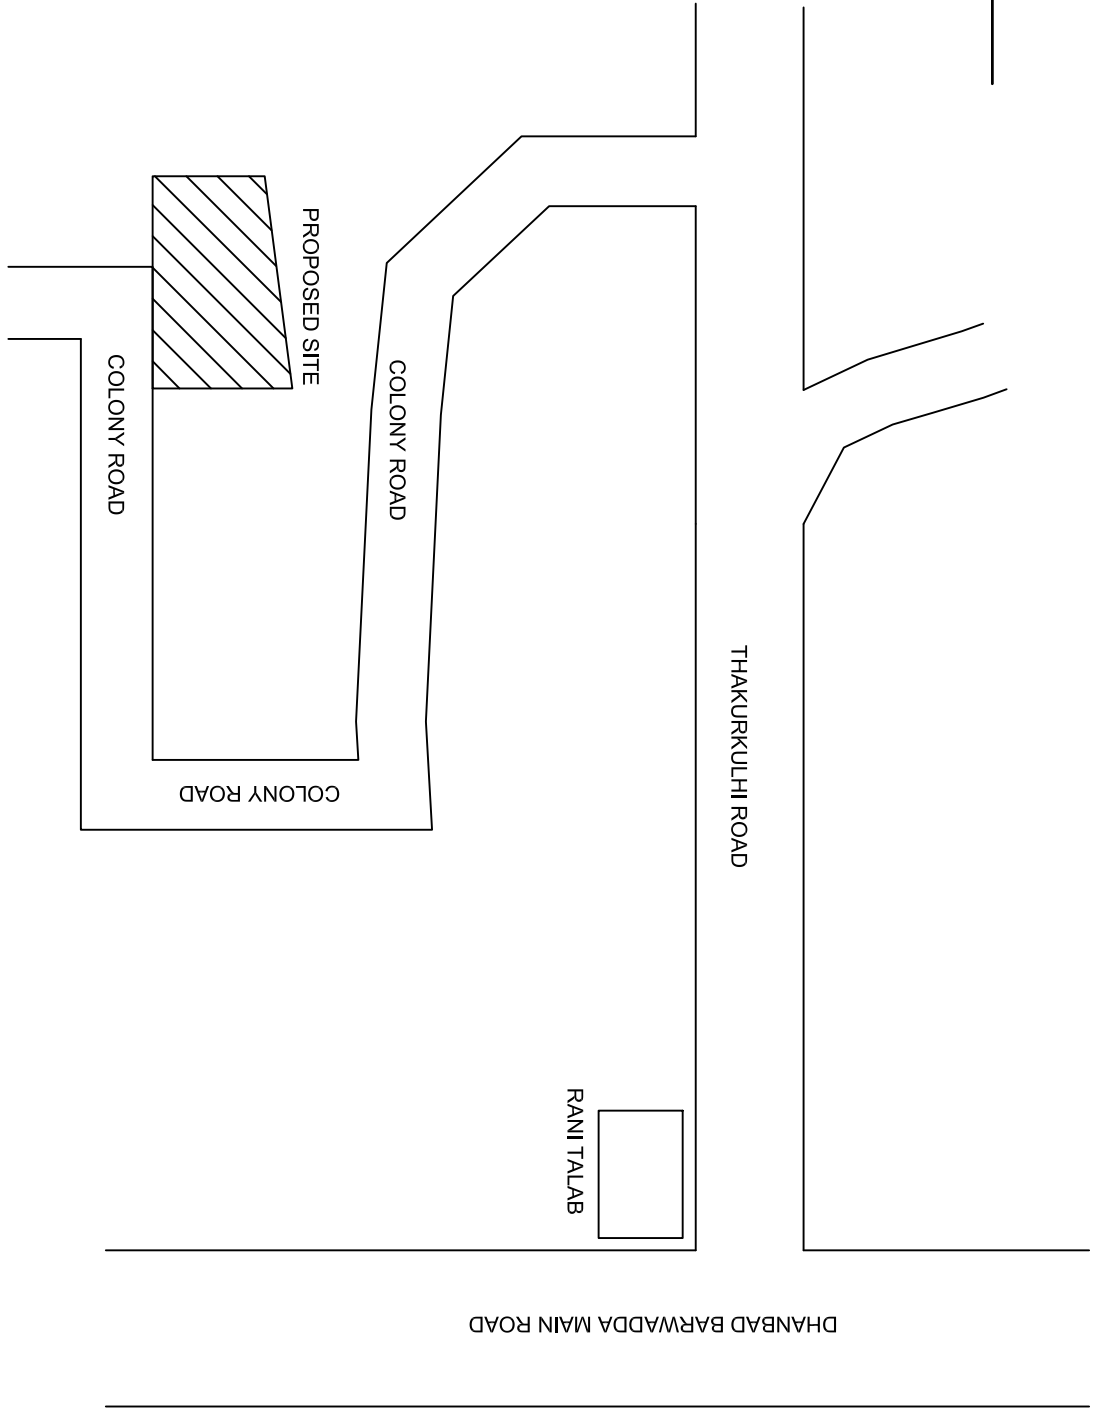 PROPOSED SITE
COLONY ROAD
COLONY ROAD
COLONY ROAD
THAKURKULHI ROAD
RANI TALAB
DHANBAD BARWADDA MAIN ROAD